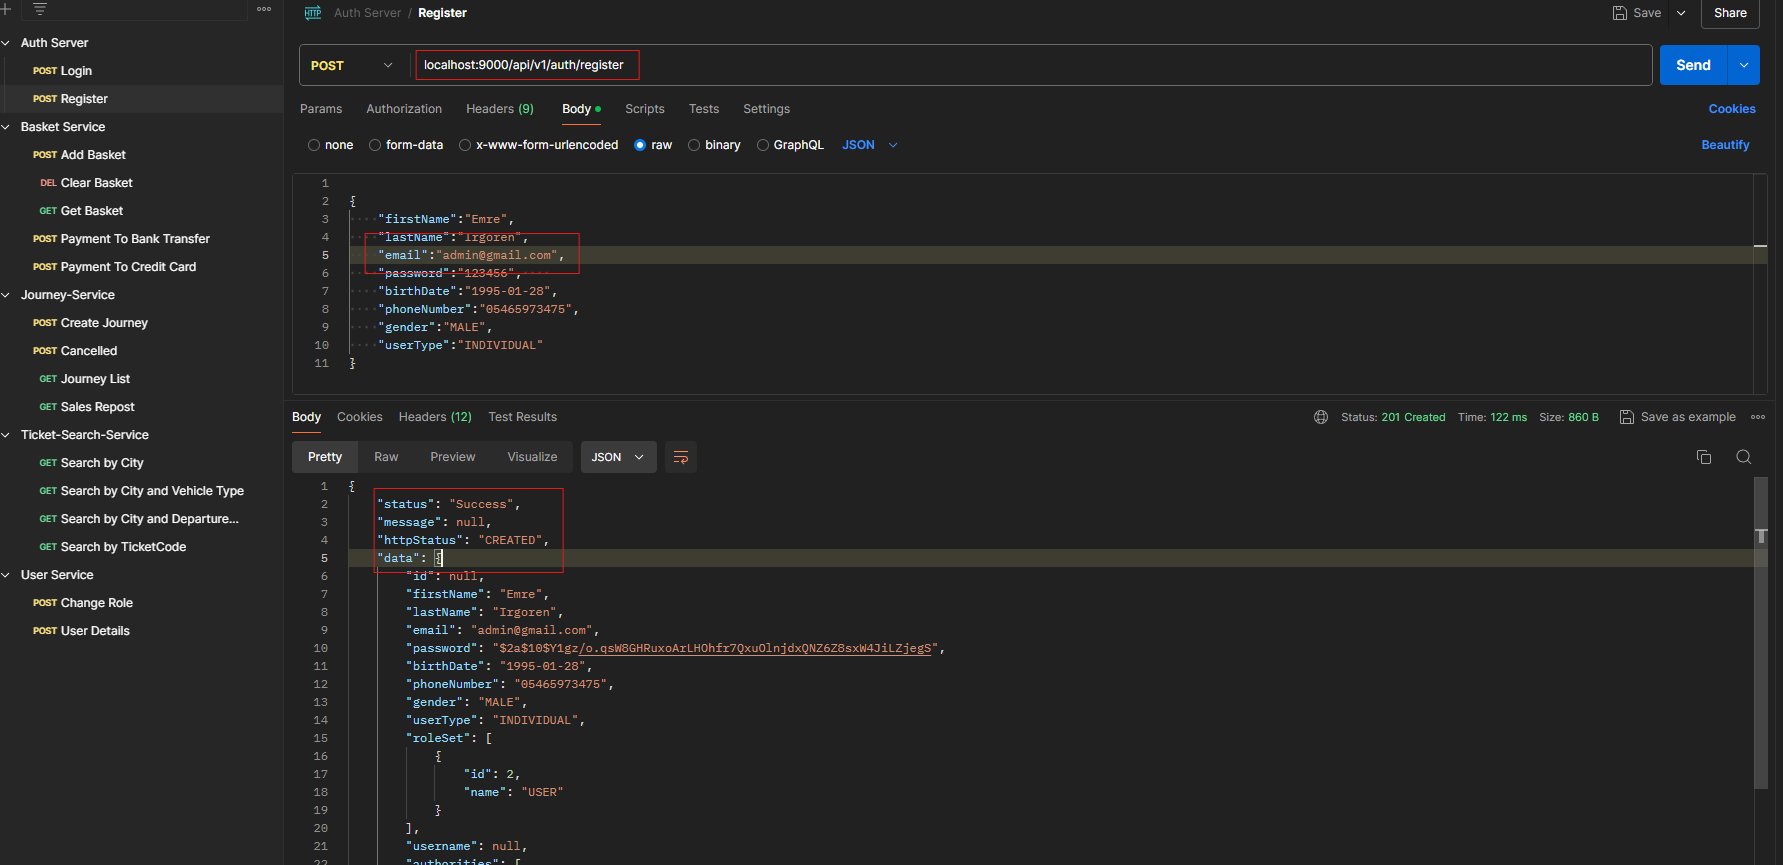 Auth Server / Register
Save
Share
Auth Server
POST Login
POST Register
Basket Service
POST Add Basket
DEL Clear Basket
GET Get Basket
POST Payment To Bank Transfer
POST Payment To Credit Card
Journey-Service
POST Create Journey
POST Cancelled
GET Journey List
GET Sales Repost
Ticket-Search-Service
GET Search by City
GET Search by City and Vehicle Type
GET Search by City and Departure...
GET Search by TicketCode
User Service
POST Change Role
POST User Details
POST localhost:9000/api/v1/auth/register
Send
Params Authorization Headers (9) Body Scripts Tests Settings
Cookies
none form-data x-www-form-urlencoded raw binary GraphQL JSON
Beautify
1
2 {
3 "firstName":"Emre",
4 "lastName":"Irgoren",
5 "email":"admin@gmail.com",
6 "password":"123456",
7 "birthDate":"1995-01-28",
8 "phoneNumber":"05465973475",
9 "gender":"MALE",
10 "userType":"INDIVIDUAL"
11 }
Body Cookies Headers (12) Test Results
Status: 201 Created Time: 122 ms Size: 860 B Save as example
Pretty Raw Preview Visualize JSON
1 {
2 "status": "Success",
3 "message": null,
4 "httpStatus": "CREATED",
5 "data": {
6 "id": null,
7 "firstName": "Emre",
8 "lastName": "Irgoren",
9 "email": "admin@gmail.com",
10 "password": "$2a$10$Y1gz/o.qsW8GHRuxoArLHOhfr7QxuOlnjdxQNZ6Z8sxW4JiLZjegS",
11 "birthDate": "1995-01-28",
12 "phoneNumber": "05465973475",
13 "gender": "MALE",
14 "userType": "INDIVIDUAL",
15 "roleSet": [
16 {
17 "id": 2,
18 "name": "USER"
19 }
20 ],
21 "username": null,
22 "authorities": [